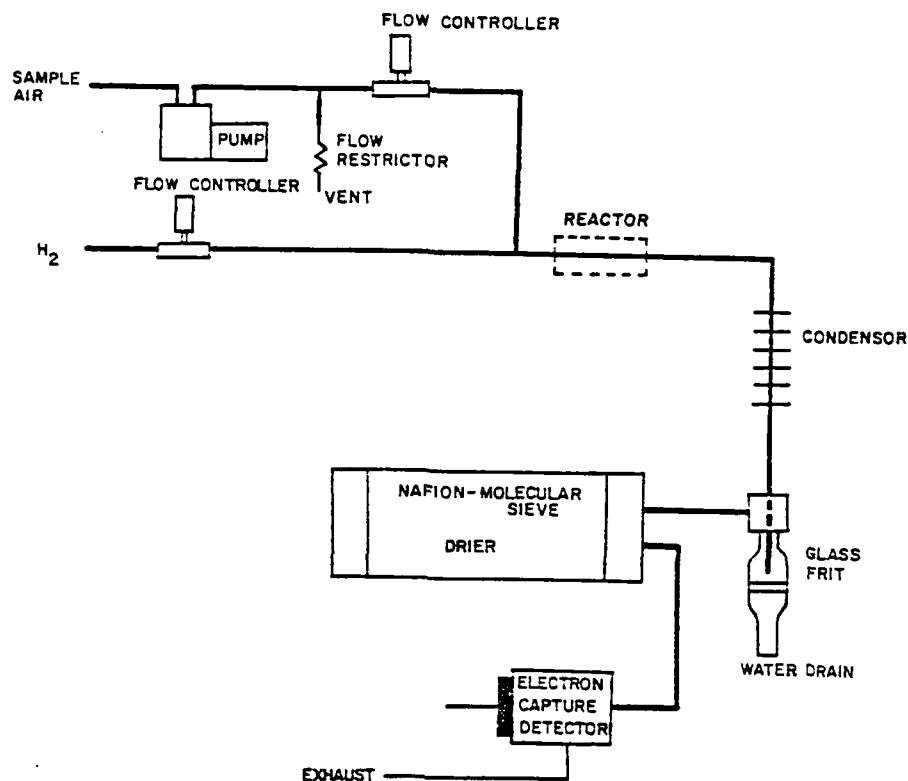 FLOW CONTROLLER
SAMPLE
AIR
PUMP
FLOW
RESTRICTOR
VENT
FLOW CONTROLLER
REACTOR
H2
CONDENSOR
NAFION-MOLECULAR
SIEVE
DRIER
GLASS
FRIT
WATER DRAIN
ELECTRON
CAPTURE
DETECTOR
EXHAUST